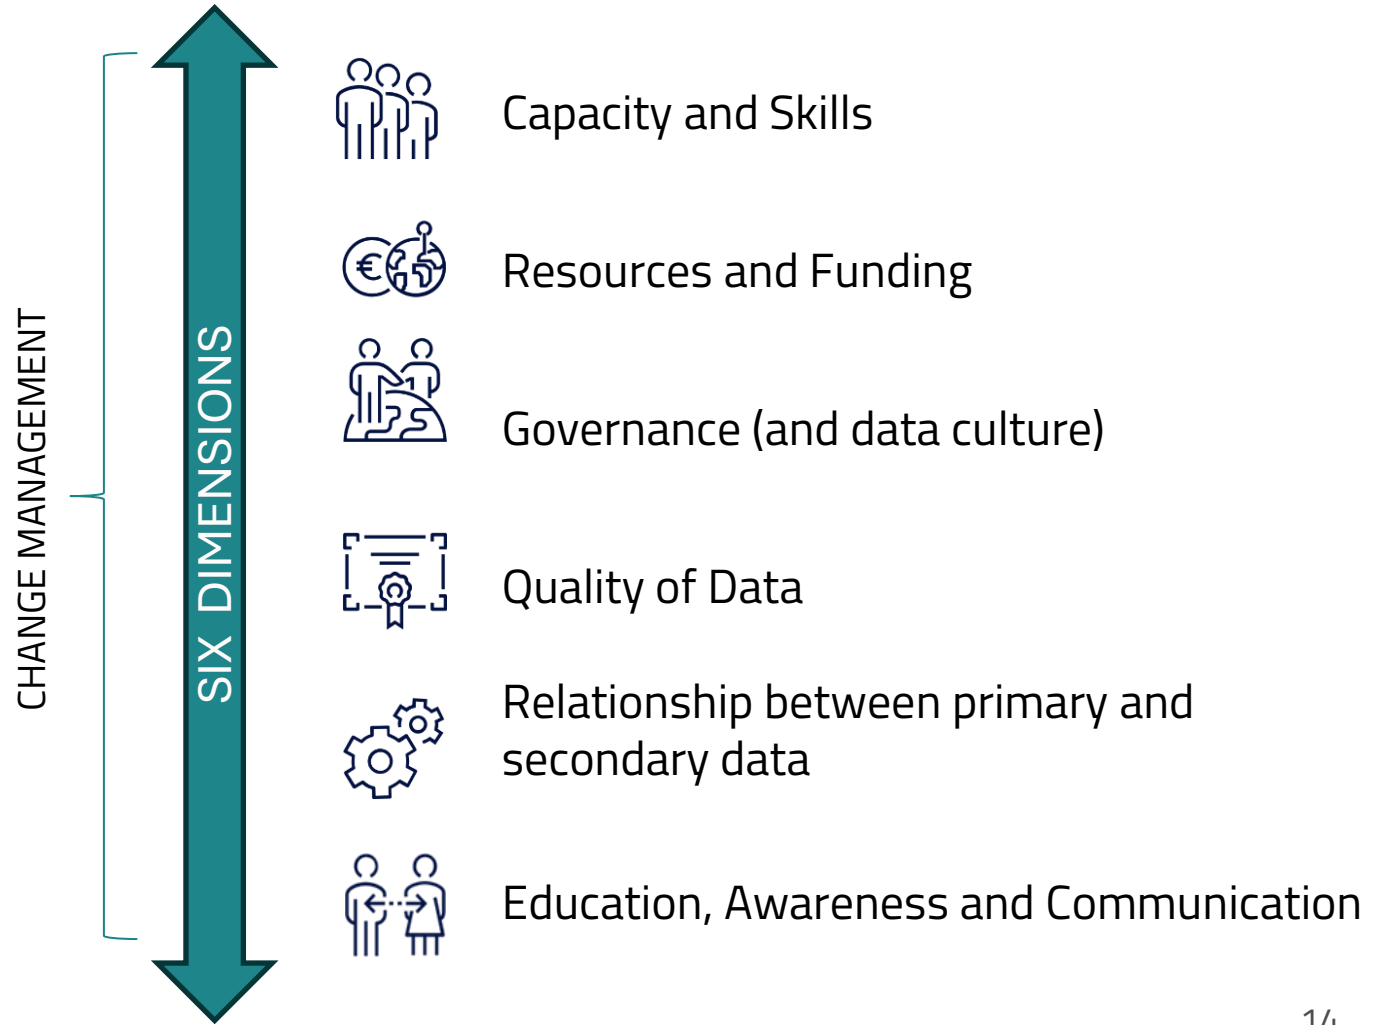 CHANGE MANAGEMENT
SIX DIMENSIONS
Capacity and Skills
€
Resources and Funding
Governance (and data culture)
Quality of Data
Relationship between primary and
secondary data
Education, Awareness and Communication
14